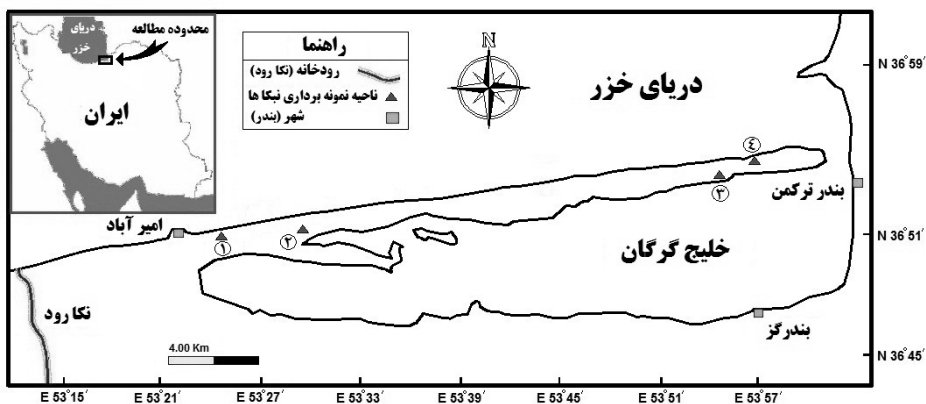 محدوده مطالعه
دریای
خزر
ایران
راهنما
رودخانه (نکا رود)
ناحیه نمونه برداری نبکا ها
شهر (بندر)
N
دریای خزر
N 36˚59′
۴
۳
بندر ترکمن
امیر آباد
۱
۲
N 36˚51′
خلیج گرگان
نکا رود
بندرگز
4.00 Km
N 36˚45′
E 53˚15′
E 53˚21′
E 53˚27′
E 53˚33′
E 53˚39′
E 53˚45′
E 53˚51′
E 53˚57′